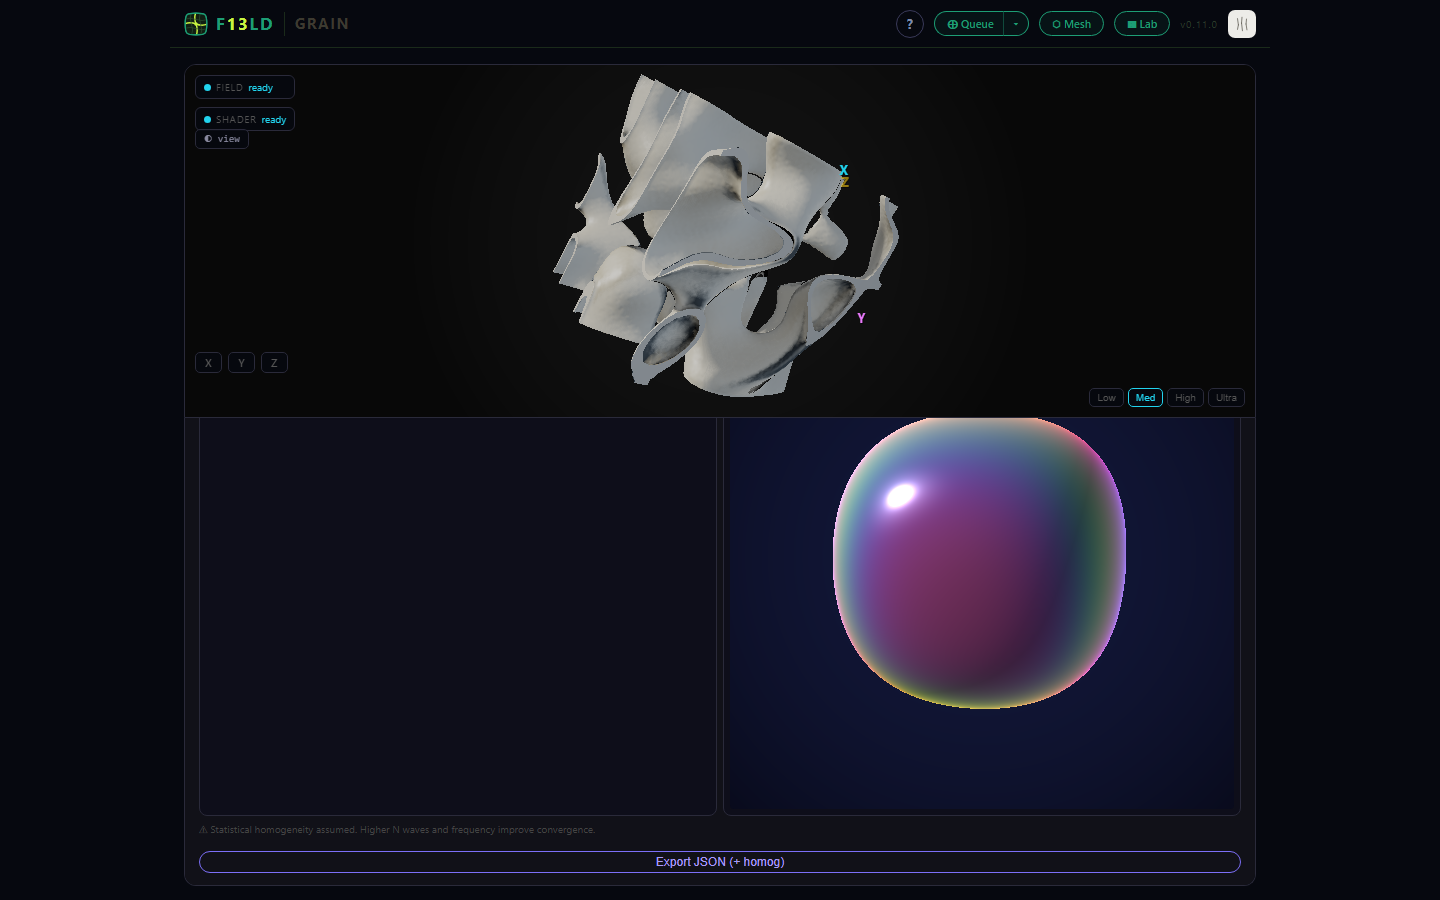 F13LD GRAIN
? Queue Mesh Lab v0.11.0
FIELD ready
SHADER ready
view
X
Z
Y
X Y Z
Low Med High Ultra
⚠ Statistical homogeneity assumed. Higher N waves and frequency improve convergence.
Export JSON (+ homog)